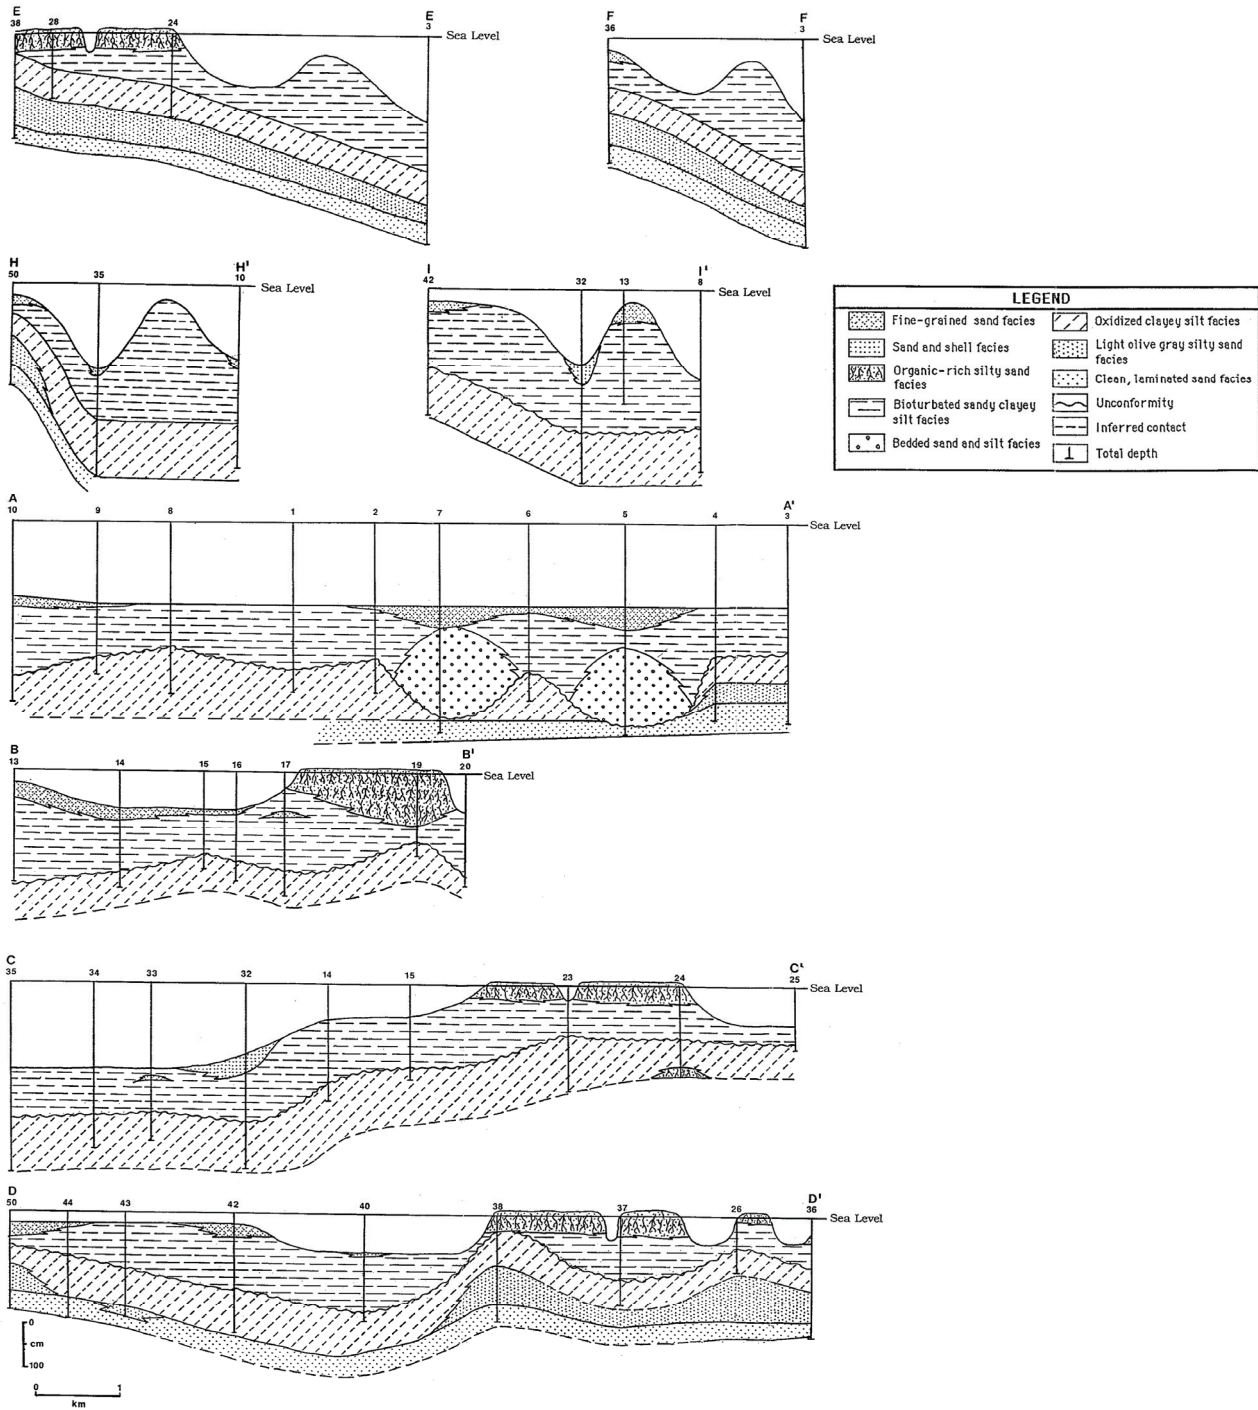 E E
38 28 24 3
Sea Level
F F
36 3
Sea Level
H H'
50 35 10
Sea Level
I I'
42 32 13 8
Sea Level
LEGEND
Fine-grained sand facies
Sand and shell facies
Organic-rich silty sand
facies
Bioturbated sandy clayey
silt facies
Bedded sand and silt facies
Oxidized clayey silt facies
Light olive gray silty sand
facies
Clean, laminated sand facies
Unconformity
Inferred contact
Total depth
A A'
10 9 8 1 2 7 6 5 4 3
Sea Level
B B'
13 14 15 16 17 19 20
Sea Level
C C'
35 34 33 32 14 15 23 24 25
Sea Level
D D'
50 44 43 42 40 38 37 26 36
Sea Level
0
cm
100
0 1
km